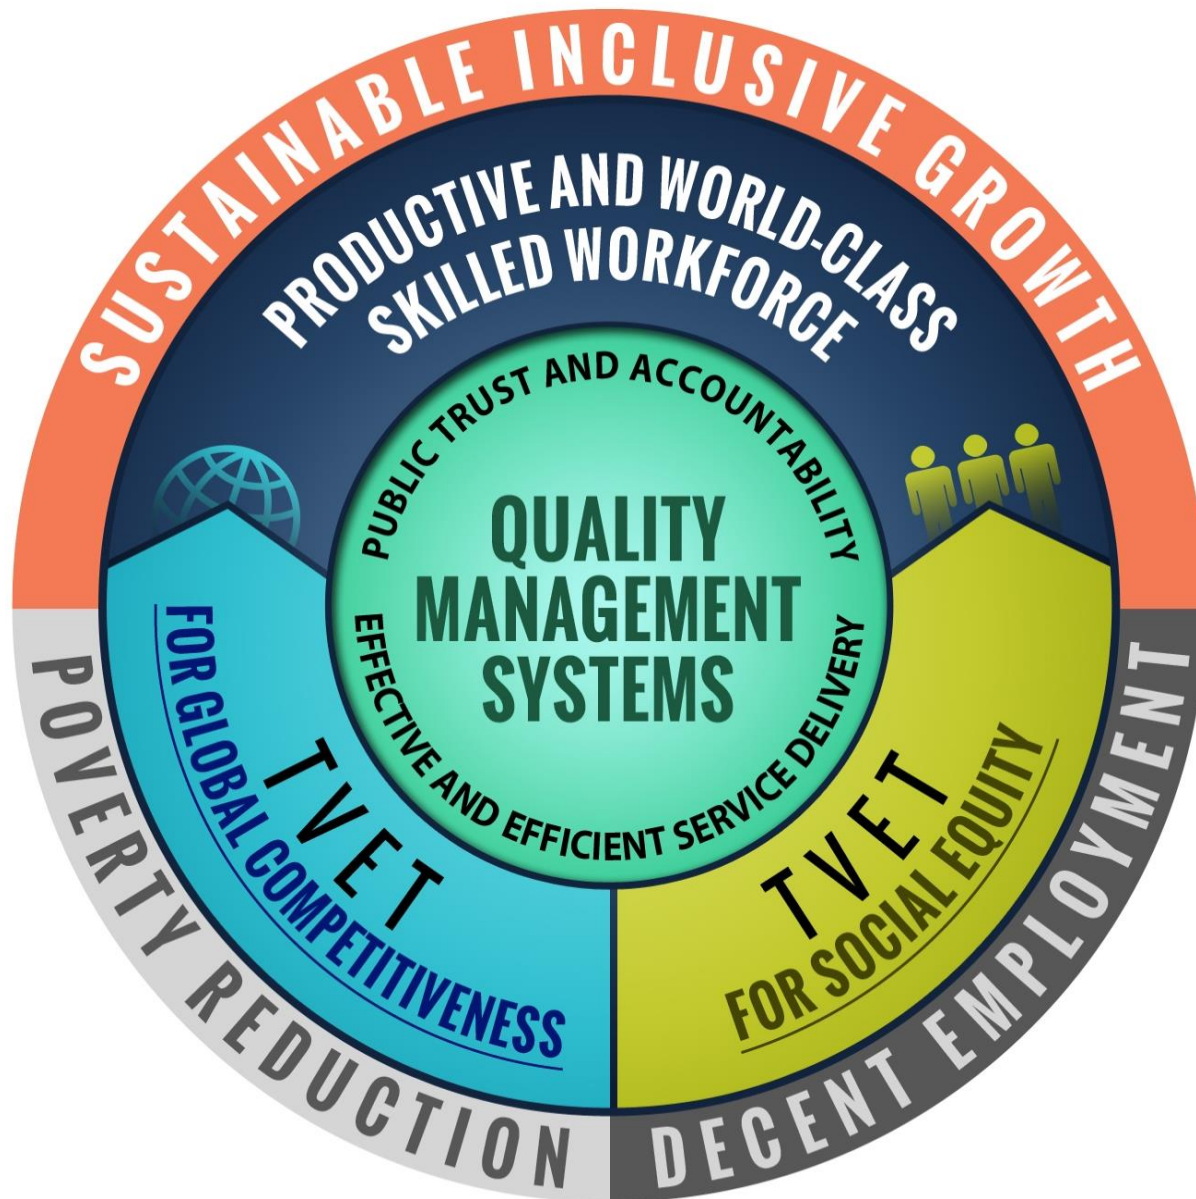 SUSTAINABLE INCLUSIVE GROWTH
PRODUCTIVE AND WORLD-CLASS
SKILLED WORKFORCE
PUBLIC TRUST AND ACCOUNTABILITY
QUALITY
MANAGEMENT
SYSTEMS
EFFECTIVE AND EFFICIENT SERVICE DELIVERY
TVET
FOR GLOBAL COMPETITIVENESS
TVET
FOR SOCIAL EQUITY
POVERTY REDUCTION
DECENT EMPLOYMENT